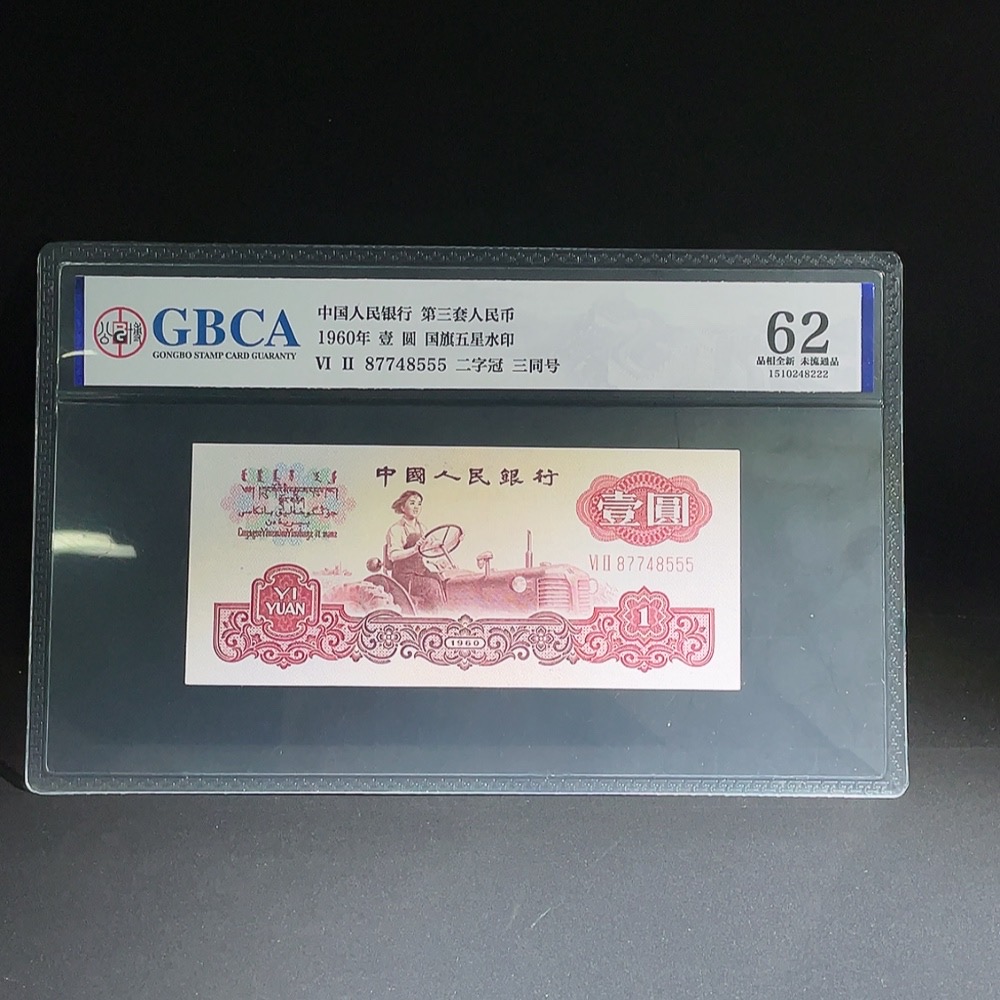 GBCA
GONGBO STAMP CARD GUARANTY
中国人民银行 第三套人民币
1960年 壹 圆 国旗五星水印
VI II 87748555 二字冠 三同号
62
品相全新 未流通品
1510248222
中國人民銀行
壹圓
VI II 87748555
YI
YUAN
1960
1